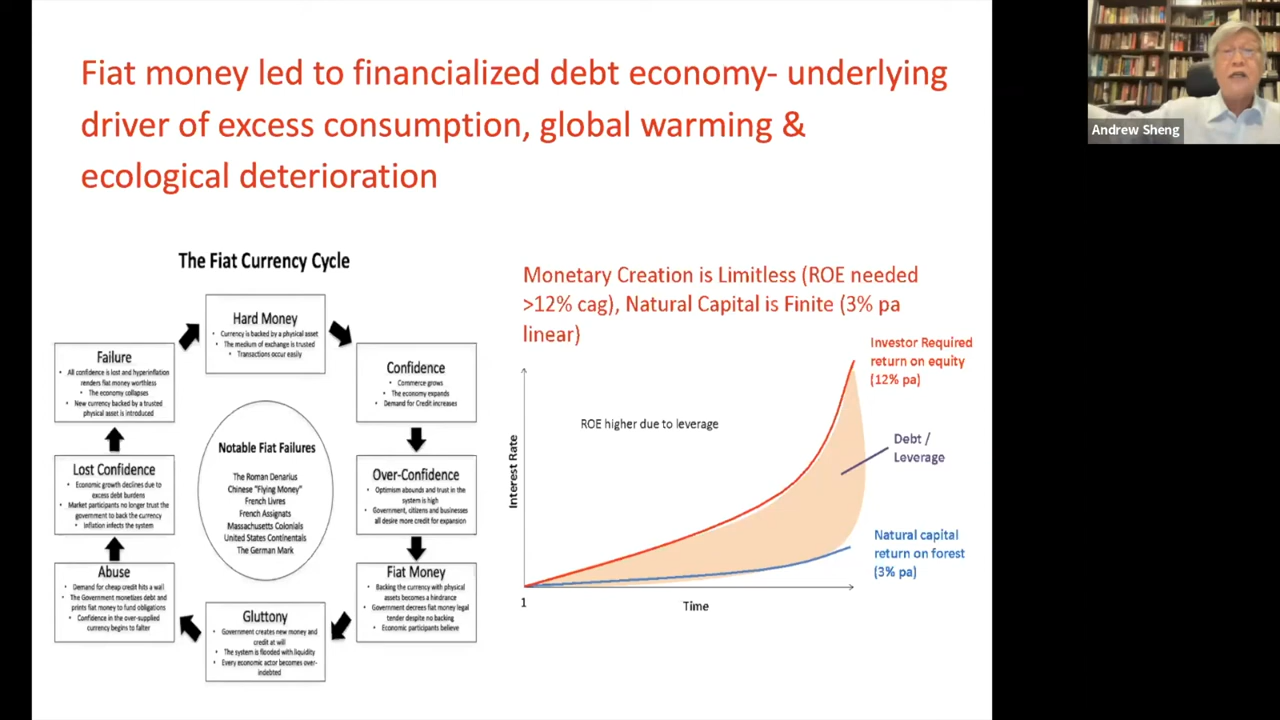 Fiat money led to financialized debt economy- underlying
driver of excess consumption, global warming &
ecological deterioration
Andrew Sheng
The Fiat Currency Cycle
Hard Money
• Currency is backed by a physical asset
• The medium of exchange is trusted
• Transactions occur easily
Confidence
• Commerce grows
• The economy expands
• Demand for Credit increases
Over-Confidence
• Optimism abounds and trust in the
system is high
• Government, citizens and businesses
all desire more credit for expansion
Fiat Money
• Backing the currency with physical
assets becomes a hindrance
• Government decrees fiat money legal
tender despite no backing
• Economic participants believe
Gluttony
• Government creates new money and
credit at will
• The system is flooded with liquidity
• Every economic actor becomes over-
indebted
Abuse
• Demand for cheap credit hits a wall
• The Government monetizes debt and
prints fiat money to fund obligations
• Confidence in the over-supplied
currency begins to falter
Lost Confidence
• Economic growth declines due to
excess debt burdens
• Market participants no longer trust the
government to back the currency
• Inflation infects the system
Failure
• All confidence is lost and hyperinflation
renders fiat money worthless
• The economy collapses
• New currency backed by a trusted
physical asset is introduced
Notable Fiat Failures
The Roman Denarius
Chinese "Flying Money"
French Livres
French Assignats
Massachusetts Colonials
United States Continentals
The German Mark
Monetary Creation is Limitless (ROE needed
>12% cag), Natural Capital is Finite (3% pa
linear)
Investor Required
return on equity
(12% pa)
ROE higher due to leverage
Debt /
Leverage
Interest Rate
Natural capital
return on forest
(3% pa)
1
Time